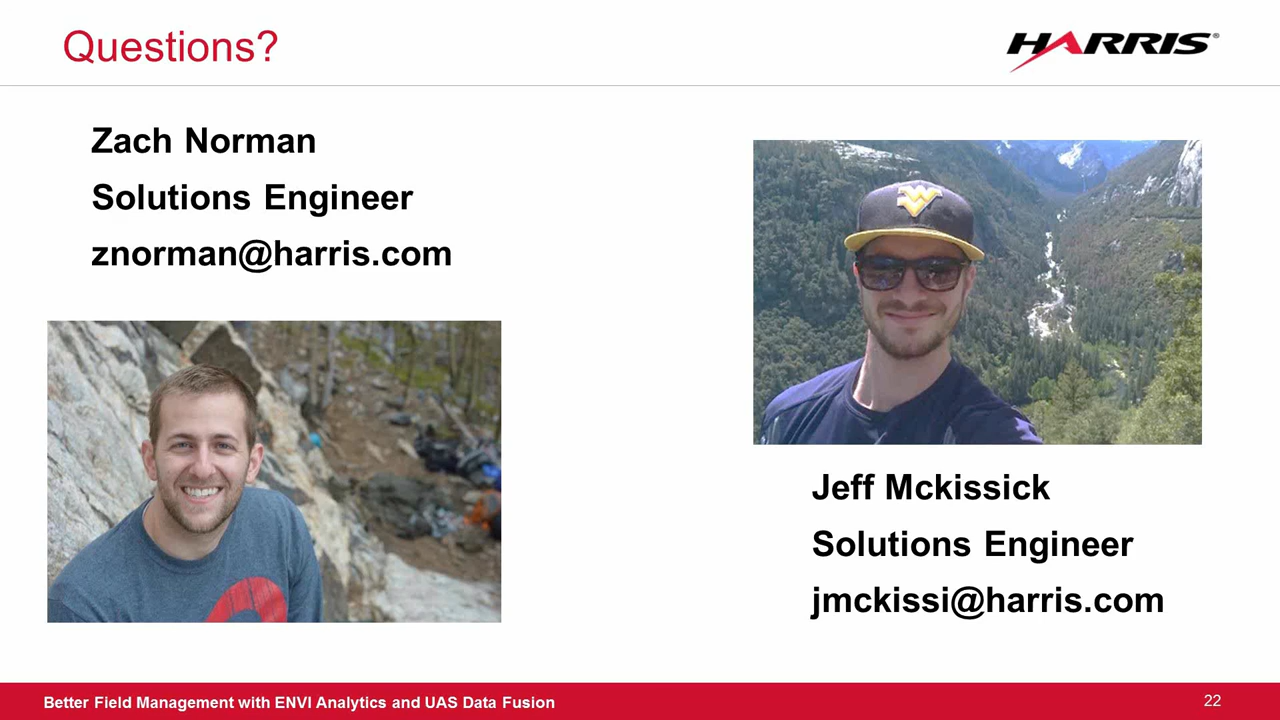 Questions?
HARRIS®
Zach Norman
Solutions Engineer
znorman@harris.com
WV
Jeff Mckissick
Solutions Engineer
jmckissi@harris.com
Better Field Management with ENVI Analytics and UAS Data Fusion
22